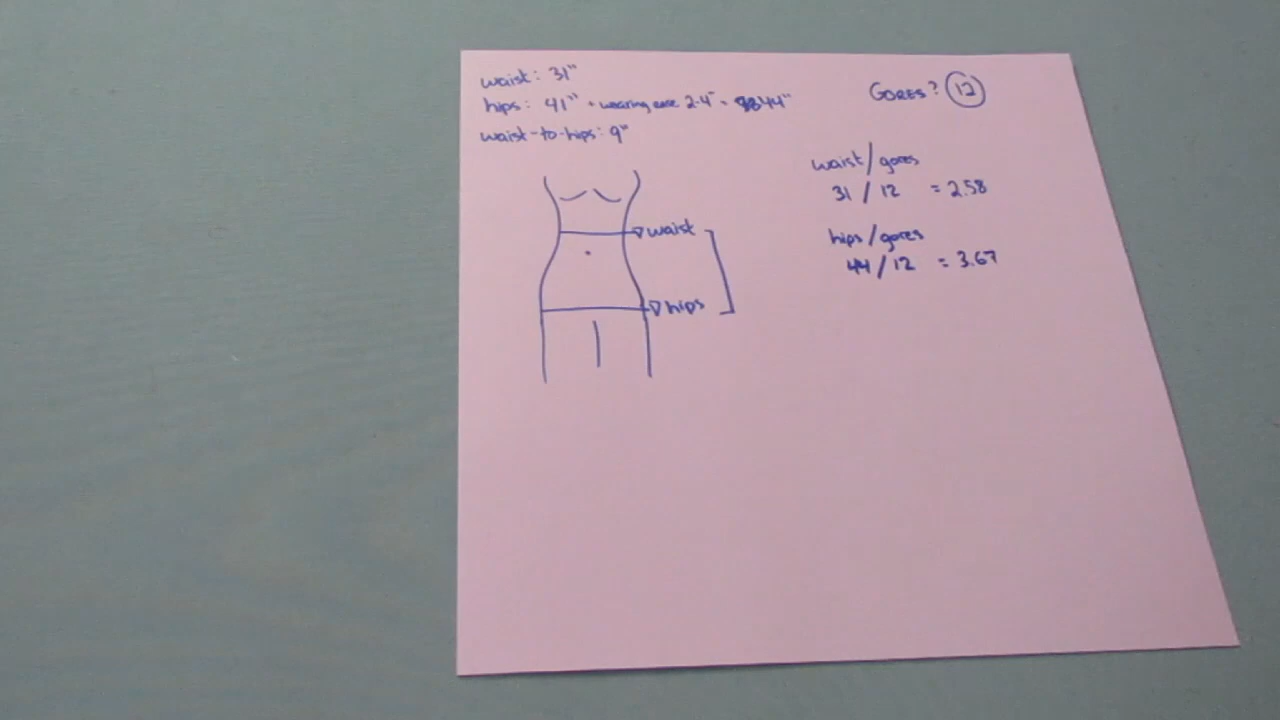 waist: 31"
hips: 41" + wearing ease 2-4" = 44"
waist-to-hips: 9"
GORES? 12
waist/gores
31 / 12 = 2.58
hips/gores
44 / 12 = 3.67
waist
hips